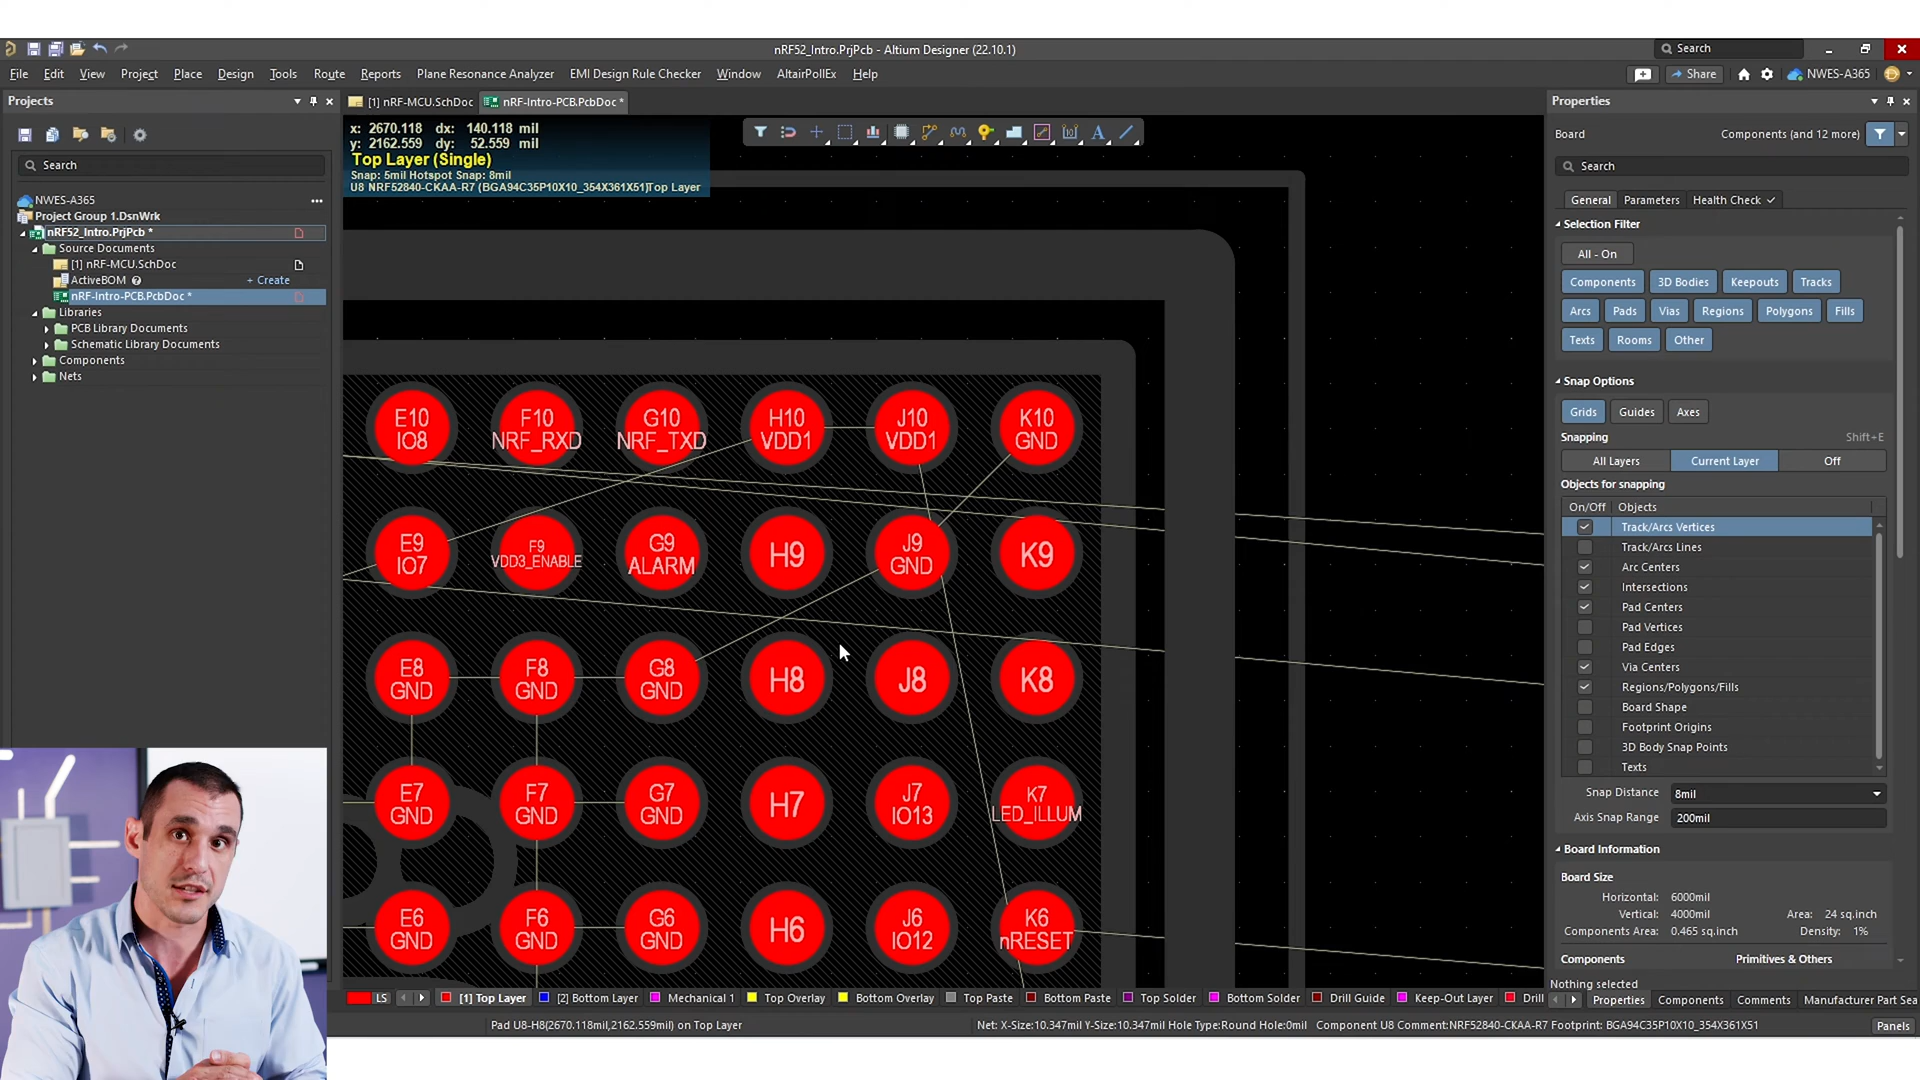 nRF52_Intro.PrjPcb - Altium Designer (22.10.1)
Search
File Edit View Project Place Design Tools Route Reports Plane Resonance Analyzer EMI Design Rule Checker Window AltairPollEx Help
Share NWES-A365
Projects
[1] nRF-MCU.SchDoc
nRF-Intro-PCB.PcbDoc *
Properties
x: 2670.118 dx: 140.118 mil
y: 2162.559 dy: 52.559 mil
Top Layer (Single)
Snap: 5mil Hotspot Snap: 8mil
U8 NRF52840-CKAA-R7 (BGA94C35P10X10_354X361X51)Top Layer
Board Components (and 12 more)
Search
Search
NWES-A365
Project Group 1.DsnWrk
nRF52_Intro.PrjPcb *
Source Documents
[1] nRF-MCU.SchDoc
ActiveBOM + Create
nRF-Intro-PCB.PcbDoc *
Libraries
PCB Library Documents
Schematic Library Documents
Components
Nets
E10 F10 G10 H10 J10 K10
IO8 NRF_RXD NRF_TXD VDD1 VDD1 GND
E9 F9 G9 H9 J9 K9
IO7 VDD3_ENABLE ALARM GND
E8 F8 G8 H8 J8 K8
GND GND GND
E7 F7 G7 H7 J7 K7
GND GND GND IO13 LED_ILLUM
E6 F6 G6 H6 J6 K6
GND GND GND IO12 nRESET
General Parameters Health Check
Selection Filter
All - On
Components 3D Bodies Keepouts Tracks
Arcs Pads Vias Regions Polygons Fills
Texts Rooms Other
Snap Options
Grids Guides Axes
Snapping Shift+E
All Layers Current Layer Off
Objects for snapping
On/Off Objects
Track/Arcs Vertices
Track/Arcs Lines
Arc Centers
Intersections
Pad Centers
Pad Vertices
Pad Edges
Via Centers
Regions/Polygons/Fills
Board Shape
Footprint Origins
3D Body Snap Points
Texts
Snap Distance 8mil
Axis Snap Range 200mil
Board Information
Board Size
Horizontal: 6000mil
Vertical: 4000mil Area: 24 sq.inch
Components Area: 0.465 sq.inch Density: 1%
Components Primitives & Others
Nothing selected
LS [1] Top Layer [2] Bottom Layer Mechanical 1 Top Overlay Bottom Overlay Top Paste Bottom Paste Top Solder Bottom Solder Drill Guide Keep-Out Layer Drill
Properties Components Comments Manufacturer Part Sea
Pad U8-H8(2670.118mil,2162.559mil) on Top Layer
Net: X-Size:10.347mil Y-Size:10.347mil Hole Type:Round Hole:0mil Component U8 Comment:NRF52840-CKAA-R7 Footprint: BGA94C35P10X10_354X361X51
Panels